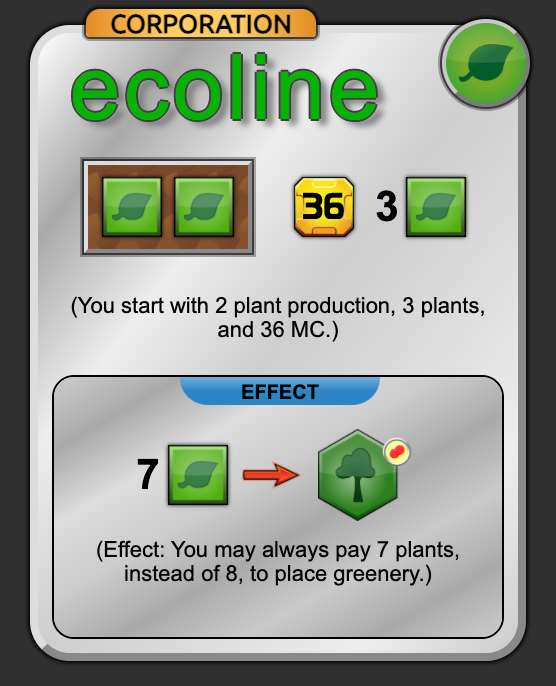 CORPORATION
ecoline
36 3
(You start with 2 plant production, 3 plants,
and 36 MC.)
EFFECT
7
(Effect: You may always pay 7 plants,
instead of 8, to place greenery.)